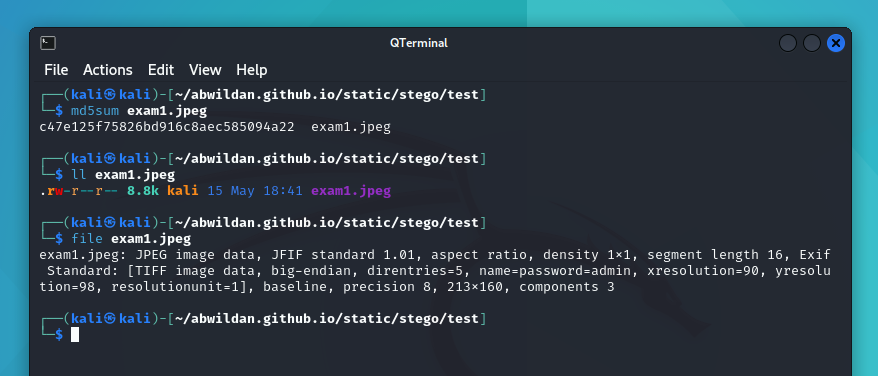 QTerminal
File Actions Edit View Help
┌──(kali㉿kali)-[~/abwildan.github.io/static/stego/test]
└─$ md5sum exam1.jpeg
c47e125f75826bd916c8aec585094a22  exam1.jpeg
┌──(kali㉿kali)-[~/abwildan.github.io/static/stego/test]
└─$ ll exam1.jpeg
.rw-r--r-- 8.8k kali 15 May 18:41 exam1.jpeg
┌──(kali㉿kali)-[~/abwildan.github.io/static/stego/test]
└─$ file exam1.jpeg
exam1.jpeg: JPEG image data, JFIF standard 1.01, aspect ratio, density 1×1, segment length 16, Exif
Standard: [TIFF image data, big-endian, direntries=5, name=password=admin, xresolution=90, yresolu
tion=98, resolutionunit=1], baseline, precision 8, 213×160, components 3
┌──(kali㉿kali)-[~/abwildan.github.io/static/stego/test]
└─$